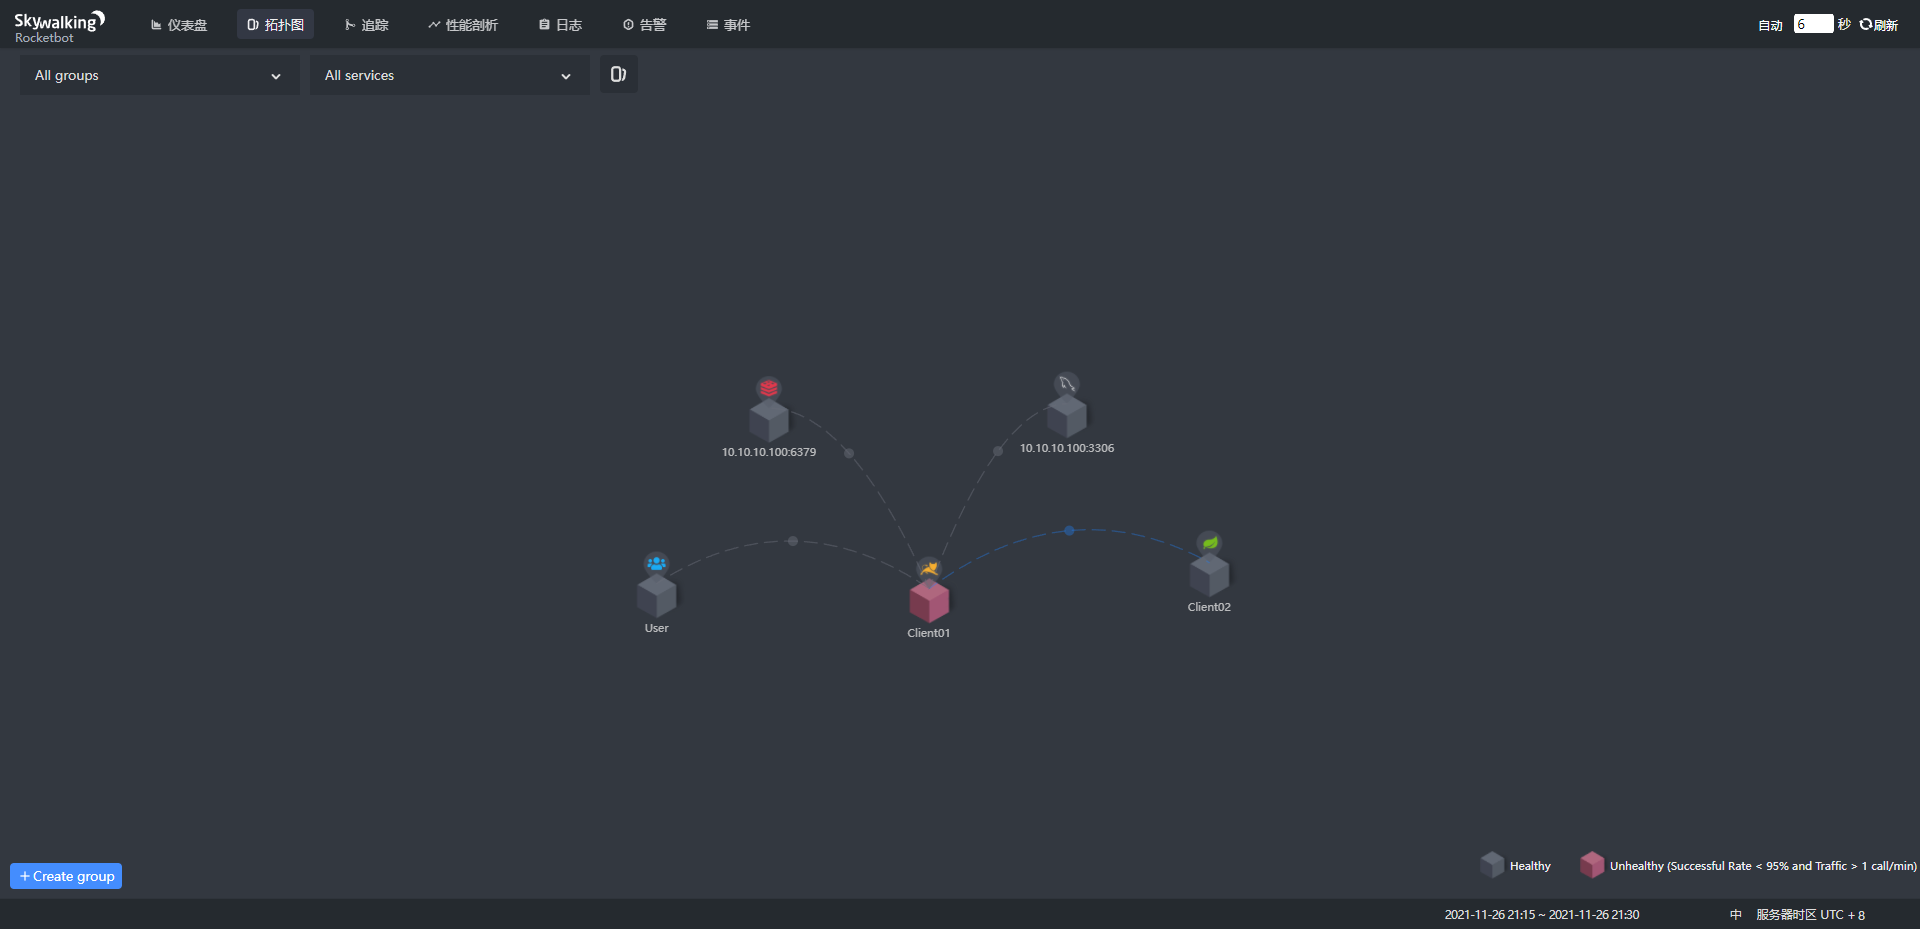 Skywalking
Rocketbot
仪表盘
拓扑图
追踪
性能剖析
日志
告警
事件
自动 6 秒 刷新
All groups
All services
10.10.10.100:6379
10.10.10.100:3306
User
Client01
Client02
Healthy
Unhealthy (Successful Rate < 95% and Traffic > 1 call/min)
+ Create group
2021-11-26 21:15 ~ 2021-11-26 21:30
中
服务器时区 UTC + 8